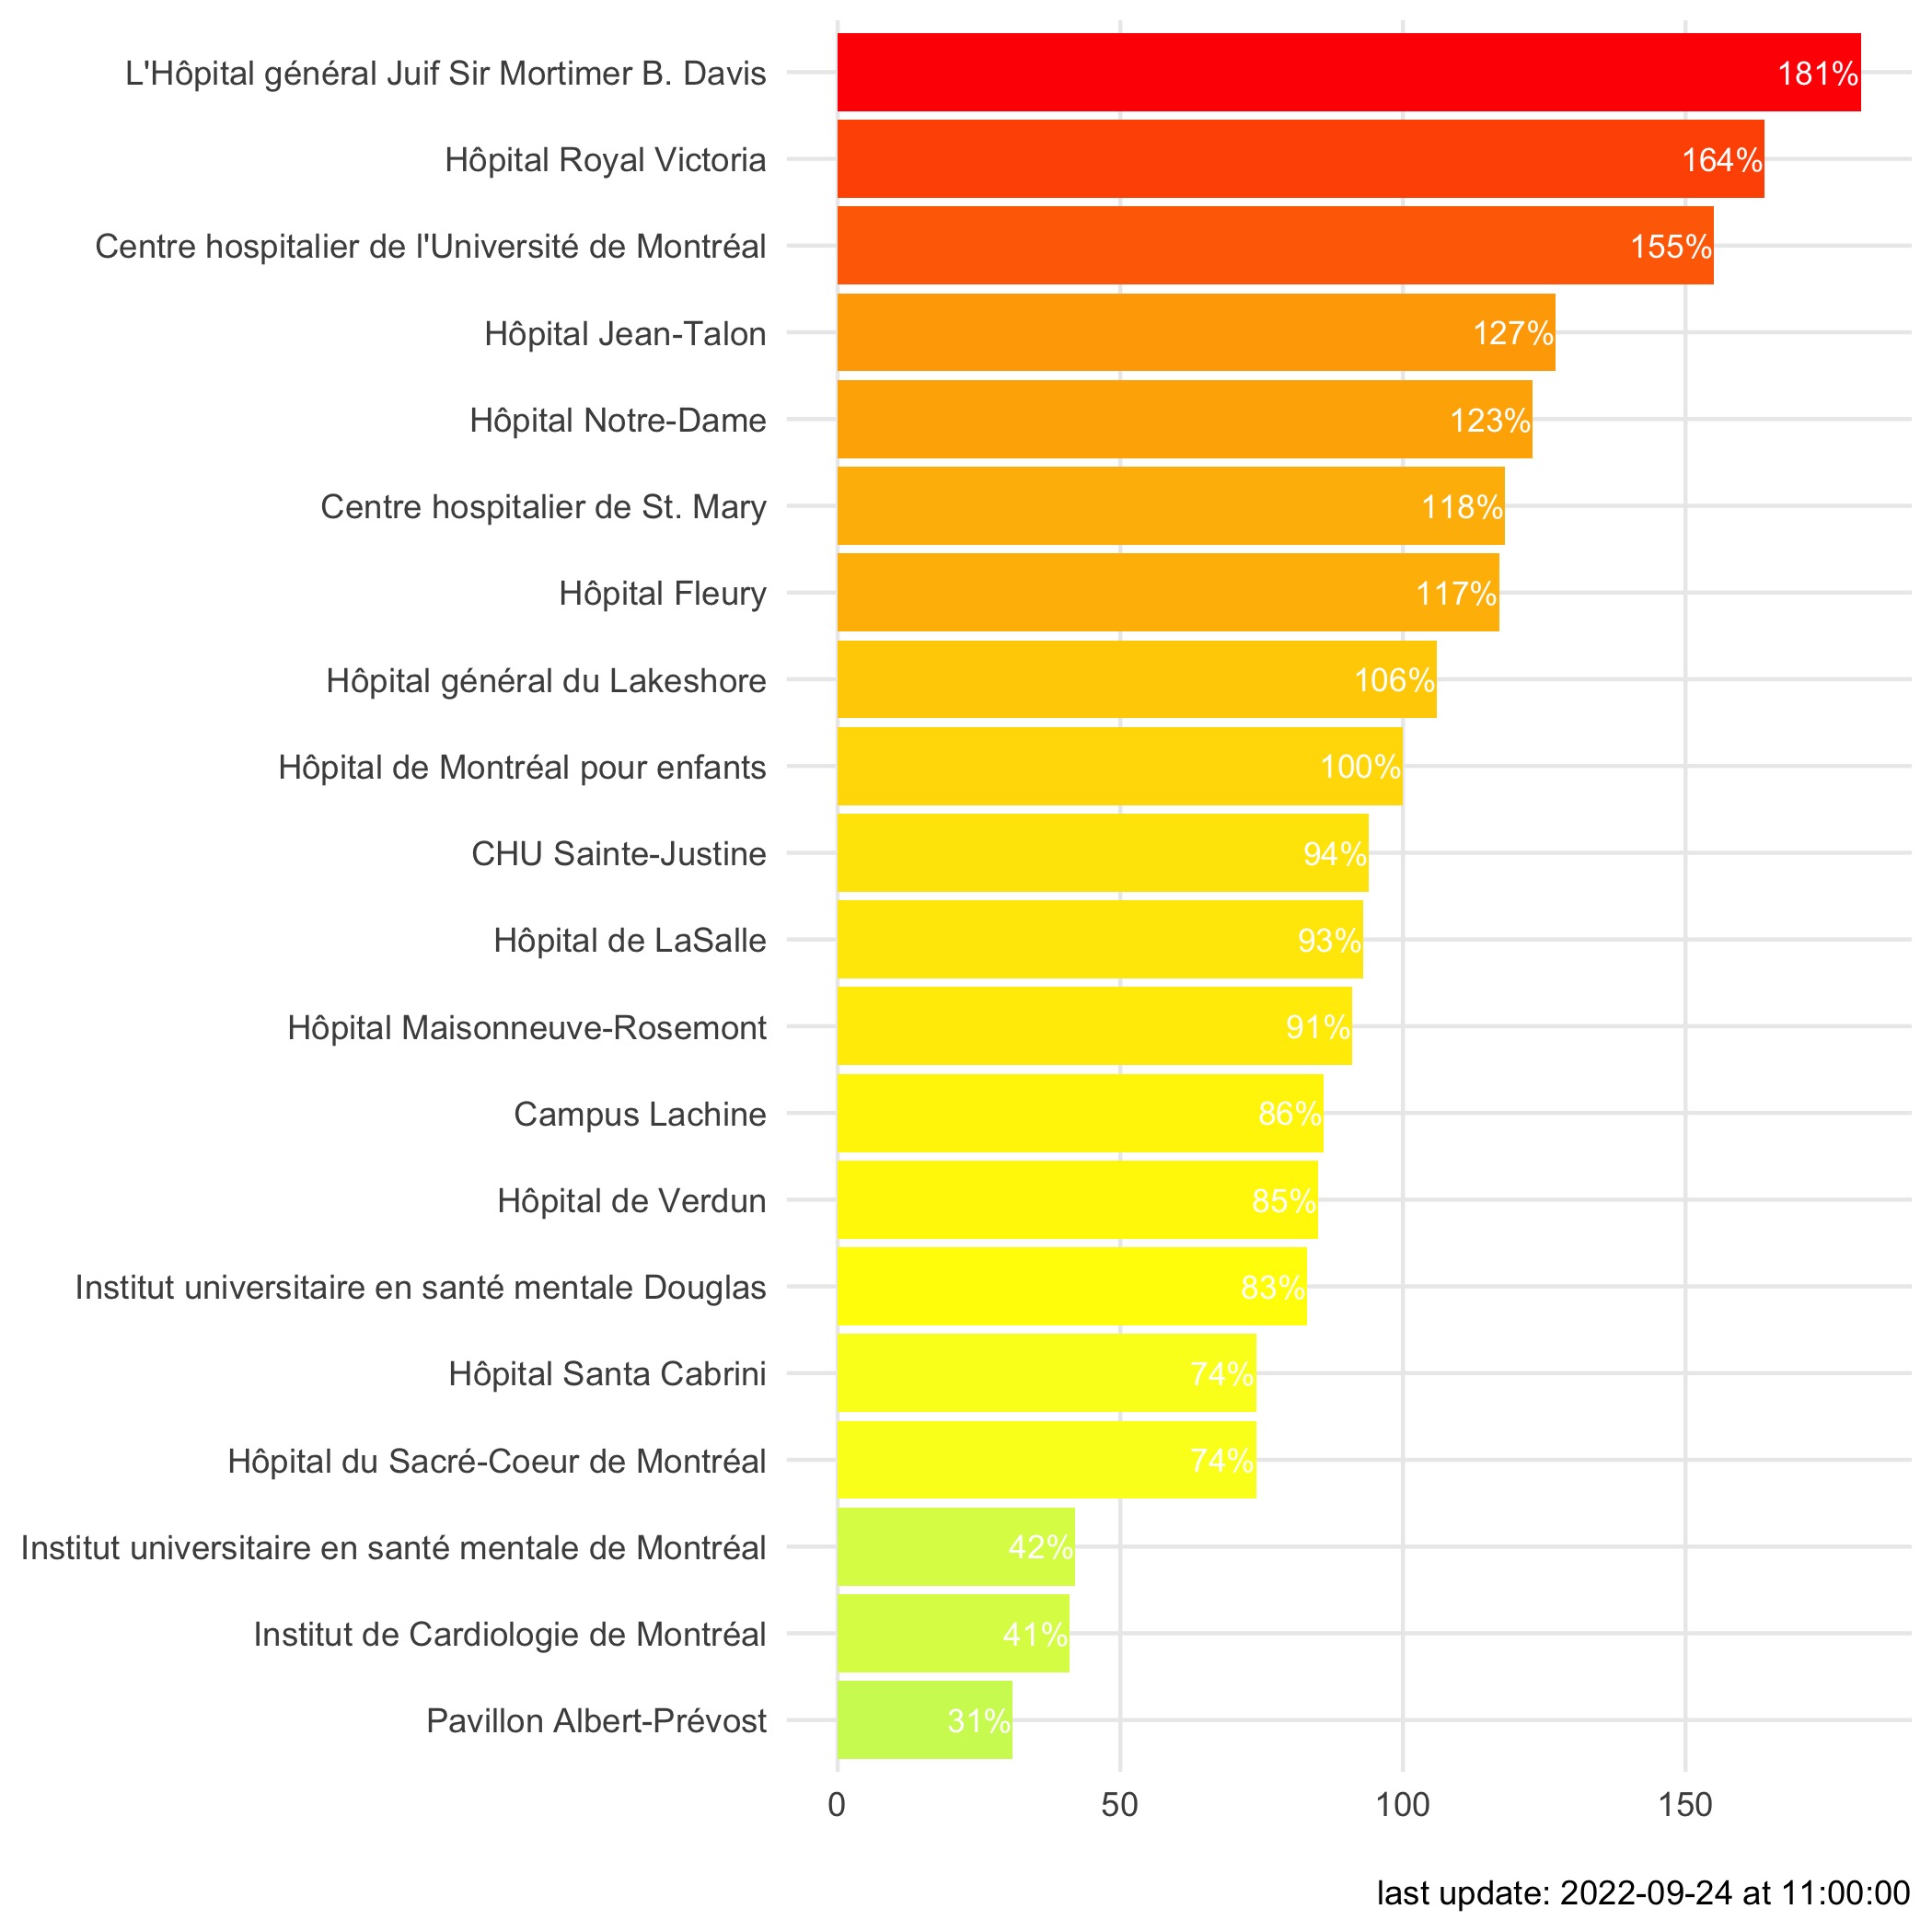 L'Hôpital général Juif Sir Mortimer B. Davis 181%
Hôpital Royal Victoria 164%
Centre hospitalier de l'Université de Montréal 155%
Hôpital Jean-Talon 127%
Hôpital Notre-Dame 123%
Centre hospitalier de St. Mary 118%
Hôpital Fleury 117%
Hôpital général du Lakeshore 106%
Hôpital de Montréal pour enfants 100%
CHU Sainte-Justine 94%
Hôpital de LaSalle 93%
Hôpital Maisonneuve-Rosemont 91%
Campus Lachine 86%
Hôpital de Verdun 85%
Institut universitaire en santé mentale Douglas 83%
Hôpital Santa Cabrini 74%
Hôpital du Sacré-Coeur de Montréal 74%
Institut universitaire en santé mentale de Montréal 42%
Institut de Cardiologie de Montréal 41%
Pavillon Albert-Prévost 31%
0 50 100 150
last update: 2022-09-24 at 11:00:00